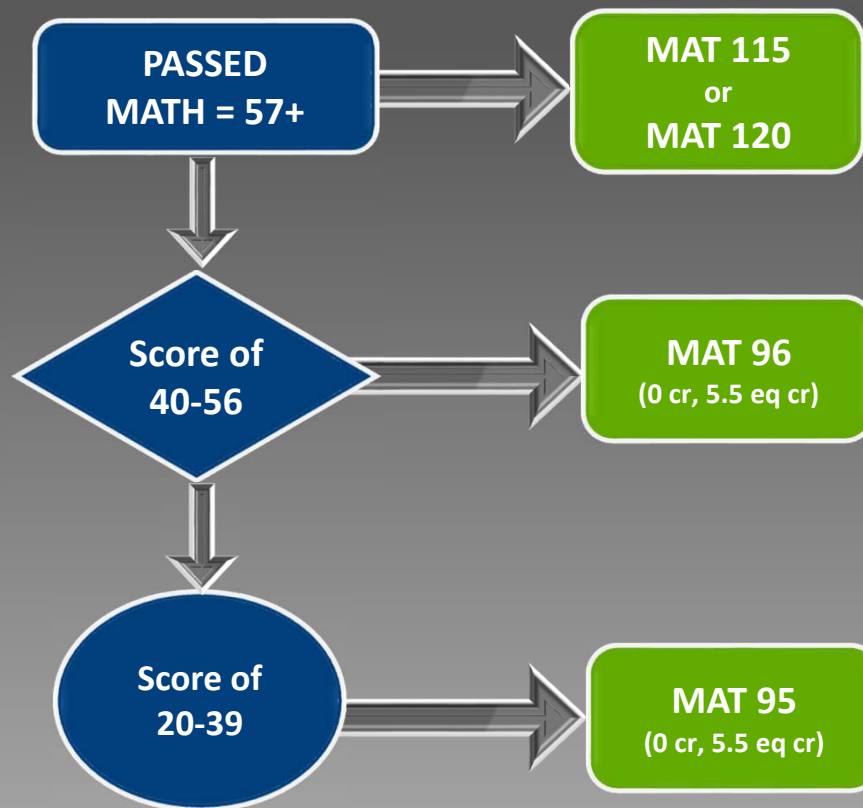 PASSED
MATH = 57+
MAT 115
or
MAT 120
Score of
40-56
MAT 96
(0 cr, 5.5 eq cr)
Score of
20-39
MAT 95
(0 cr, 5.5 eq cr)